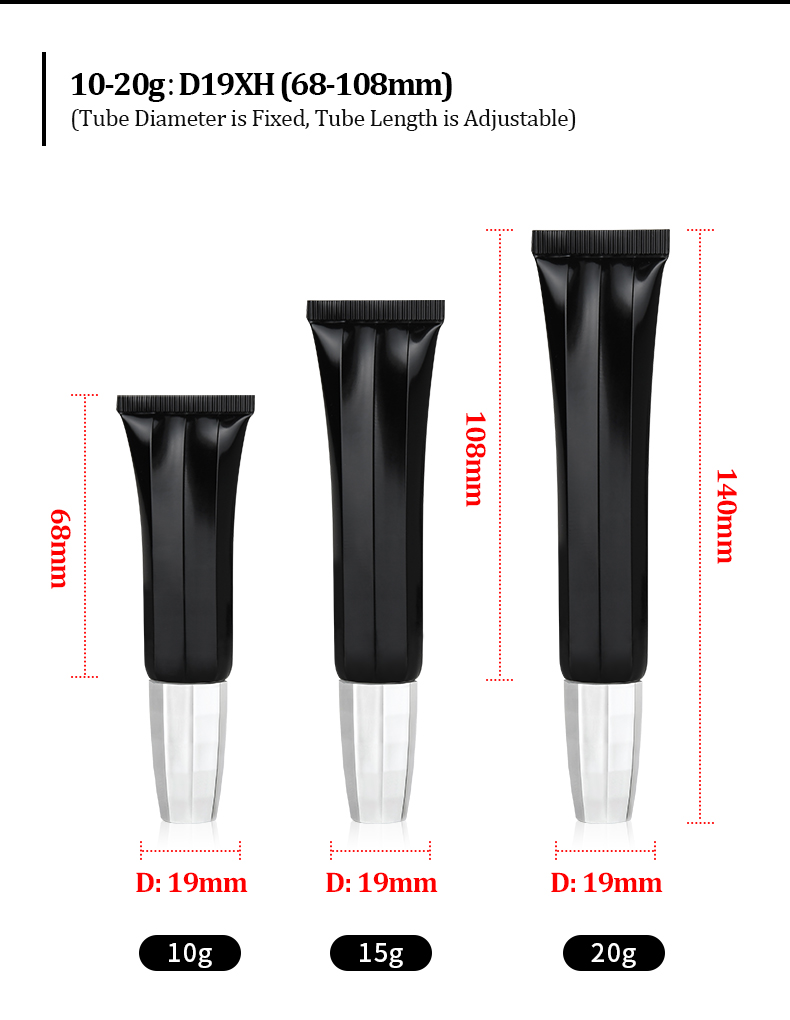 10-20g: D19XH (68-108mm)
(Tube Diameter is Fixed, Tube Length is Adjustable)
68mm
108mm
140mm
D: 19mm
D: 19mm
D: 19mm
10g
15g
20g